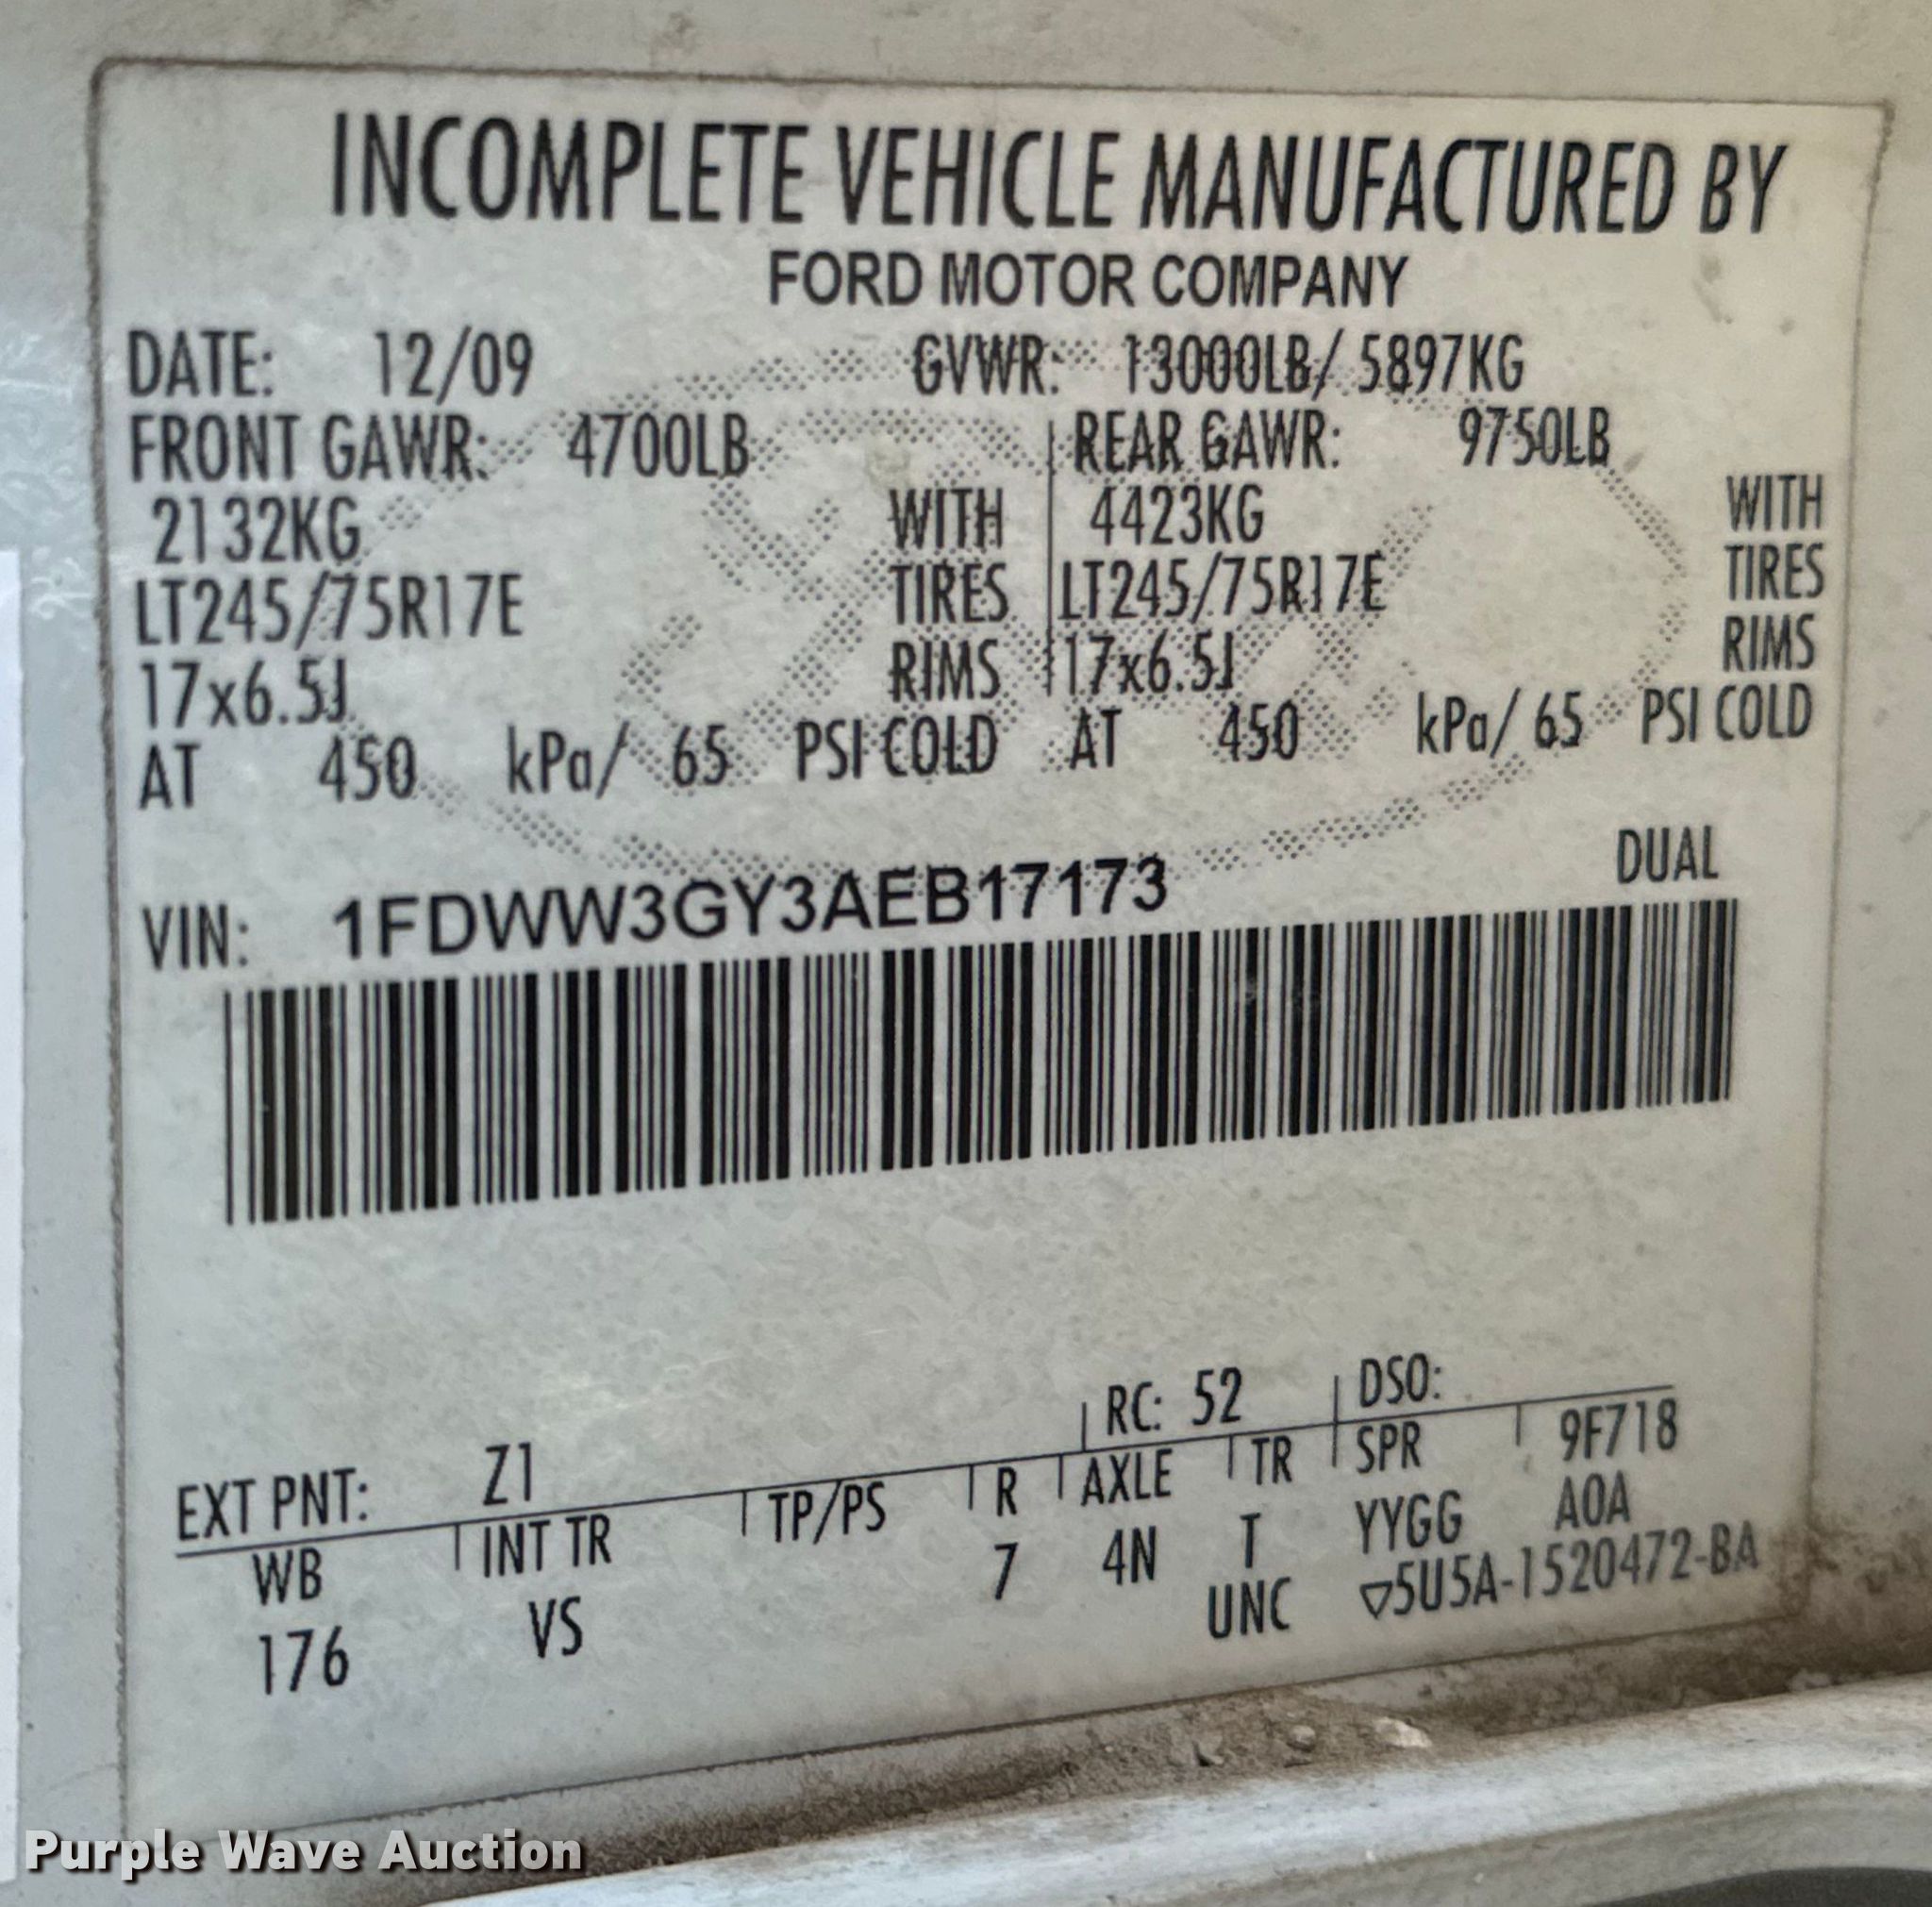 INCOMPLETE VEHICLE MANUFACTURED BY
FORD MOTOR COMPANY
DATE: 12/09 GVWR: 13000LB/ 5897KG
FRONT GAWR: 4700LB REAR GAWR: 9750LB
2132KG WITH 4423KG WITH
LT245/75R17E TIRES LT245/75R17E TIRES
17x6.5J RIMS 17x6.5J RIMS
AT 450 kPa/ 65 PSI COLD AT 450 kPa/ 65 PSI COLD
DUAL
VIN: 1FDWW3GY3AEB17173
EXT PNT: Z1 RC: 52 DSO:
WB INT TR TP/PS R AXLE TR SPR 9F718
176 VS 7 4N T YYGG A0A
UNC ▽5U5A-1520472-BA
Purple Wave Auction